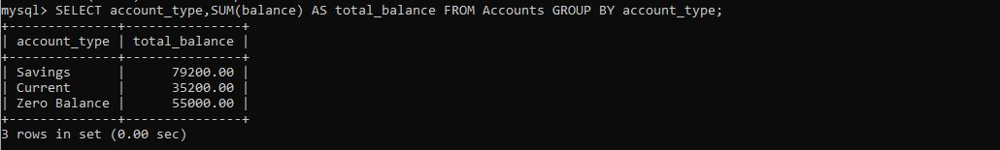 mysql> SELECT account_type,SUM(balance) AS total_balance FROM Accounts GROUP BY account_type;
+--------------+---------------+
| account_type | total_balance |
+--------------+---------------+
| Savings      |      79200.00 |
| Current      |      35200.00 |
| Zero Balance |      55000.00 |
+--------------+---------------+
3 rows in set (0.00 sec)